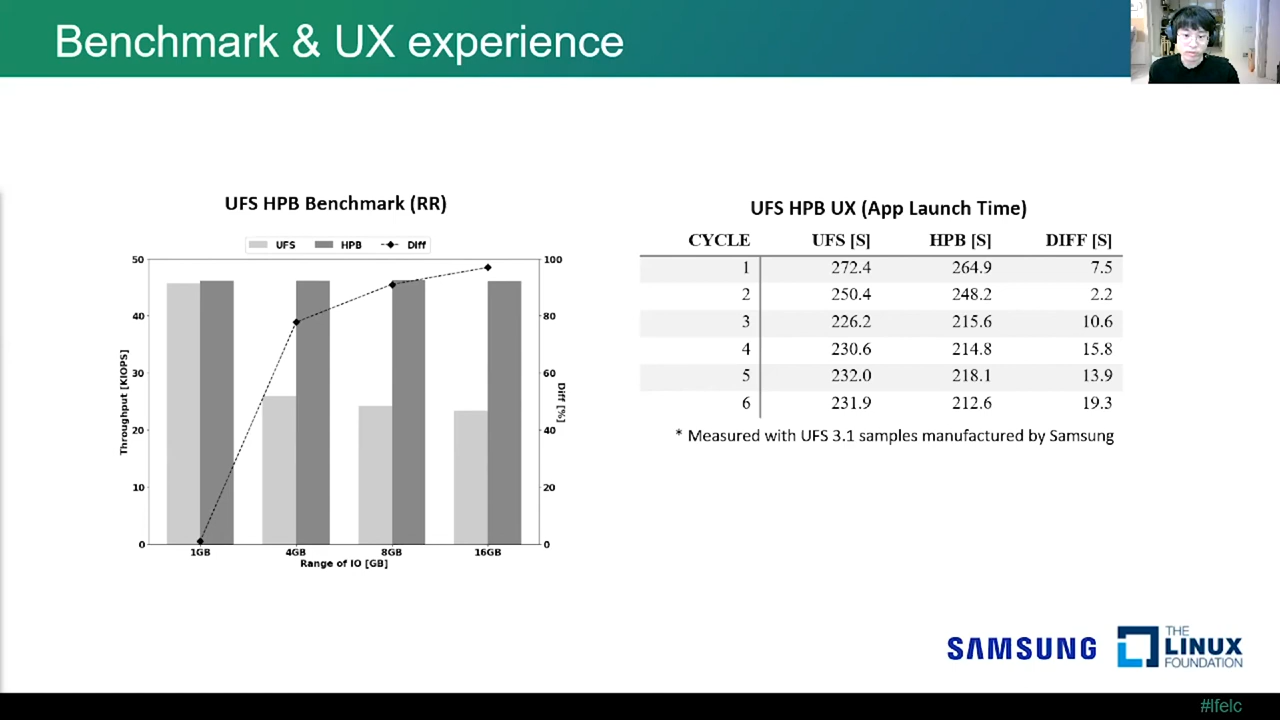 Benchmark & UX experience
UFS HPB Benchmark (RR)
UFS HPB Diff
50
40
30
20
10
0
Throughput [KIOPS]
100
80
60
40
20
0
Diff [%]
1GB 4GB 8GB 16GB
Range of IO [GB]
UFS HPB UX (App Launch Time)
CYCLE UFS [S] HPB [S] DIFF [S]
1 272.4 264.9 7.5
2 250.4 248.2 2.2
3 226.2 215.6 10.6
4 230.6 214.8 15.8
5 232.0 218.1 13.9
6 231.9 212.6 19.3
* Measured with UFS 3.1 samples manufactured by Samsung
SAMSUNG
THE
LINUX
FOUNDATION
#lfelc